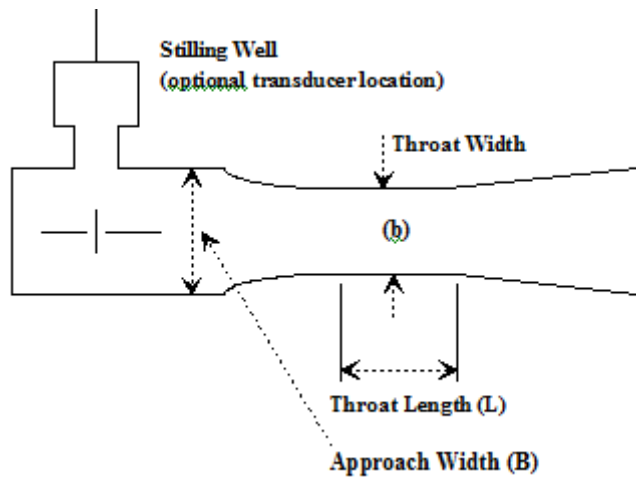 Stilling Well
(optional transducer location)
Throat Width
(b)
Throat Length (L)
Approach Width (B)